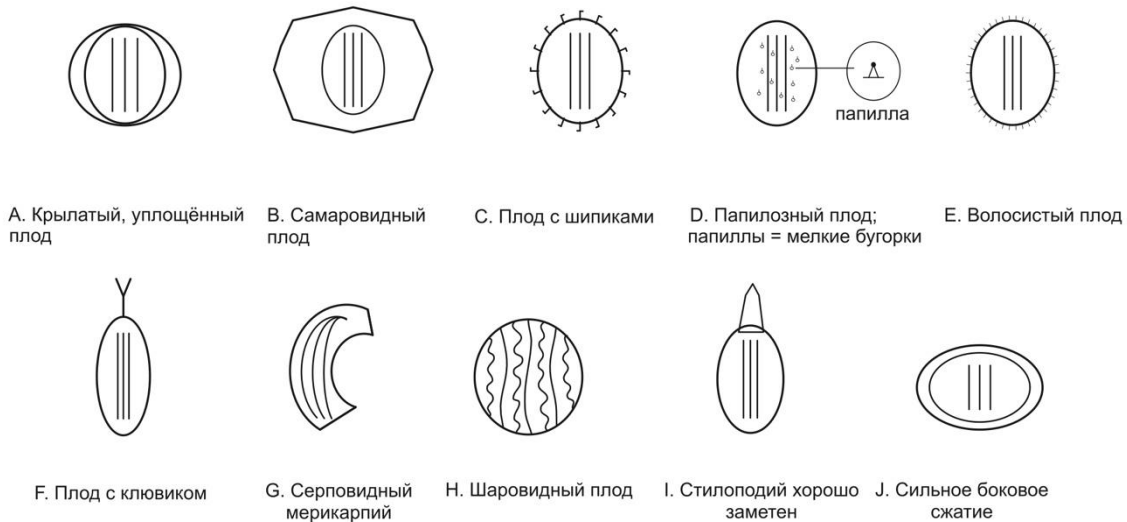 папилла
A. Крылатый, уплощённый
плод
B. Самаровидный
плод
C. Плод с шипиками
D. Папилозный плод;
папиллы = мелкие бугорки
E. Волосистый плод
F. Плод с клювиком
G. Серповидный
мерикарпий
H. Шаровидный плод
I. Стилоподий хорошо
заметен
J. Сильное боковое
сжатие